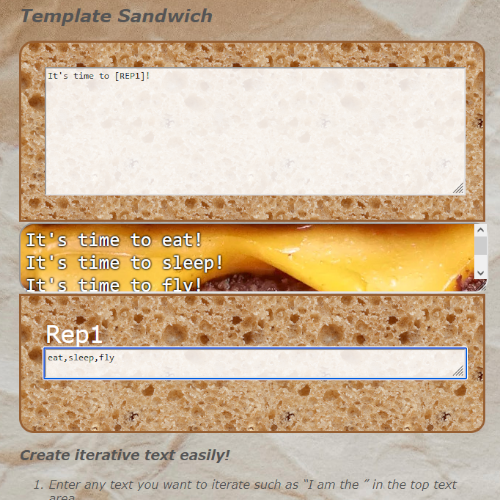 Template Sandwich
It's time to [REP1]!
It's time to eat!
It's time to sleep!
It's time to fly!
Rep1
eat,sleep,fly
Create iterative text easily!
1. Enter any text you want to iterate such as "I am the " in the top text
area